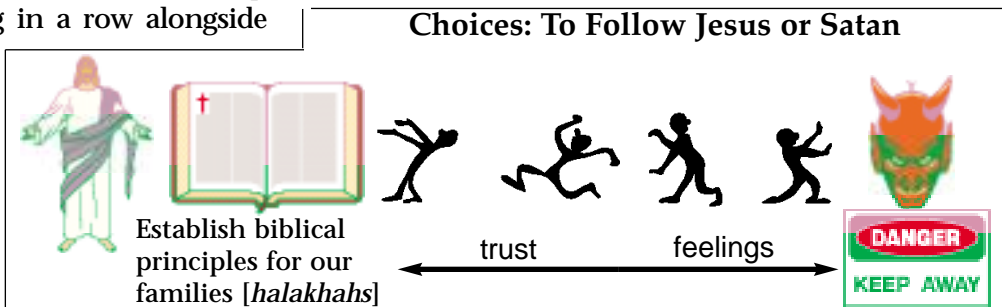 g in a row alongside
Choices: To Follow Jesus or Satan
Establish biblical
principles for our
families [halakhahs]
trust
feelings
DANGER
KEEP AWAY